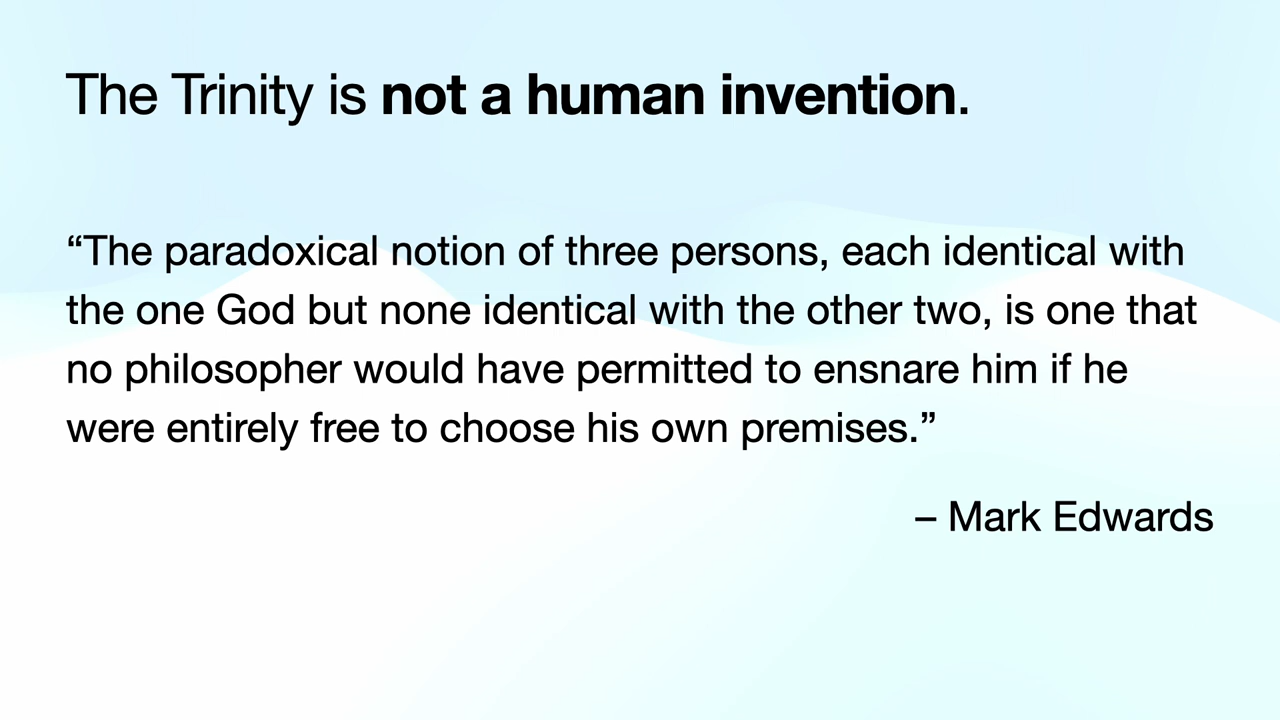 The Trinity is not a human invention.
“The paradoxical notion of three persons, each identical with
the one God but none identical with the other two, is one that
no philosopher would have permitted to ensnare him if he
were entirely free to choose his own premises.”
– Mark Edwards